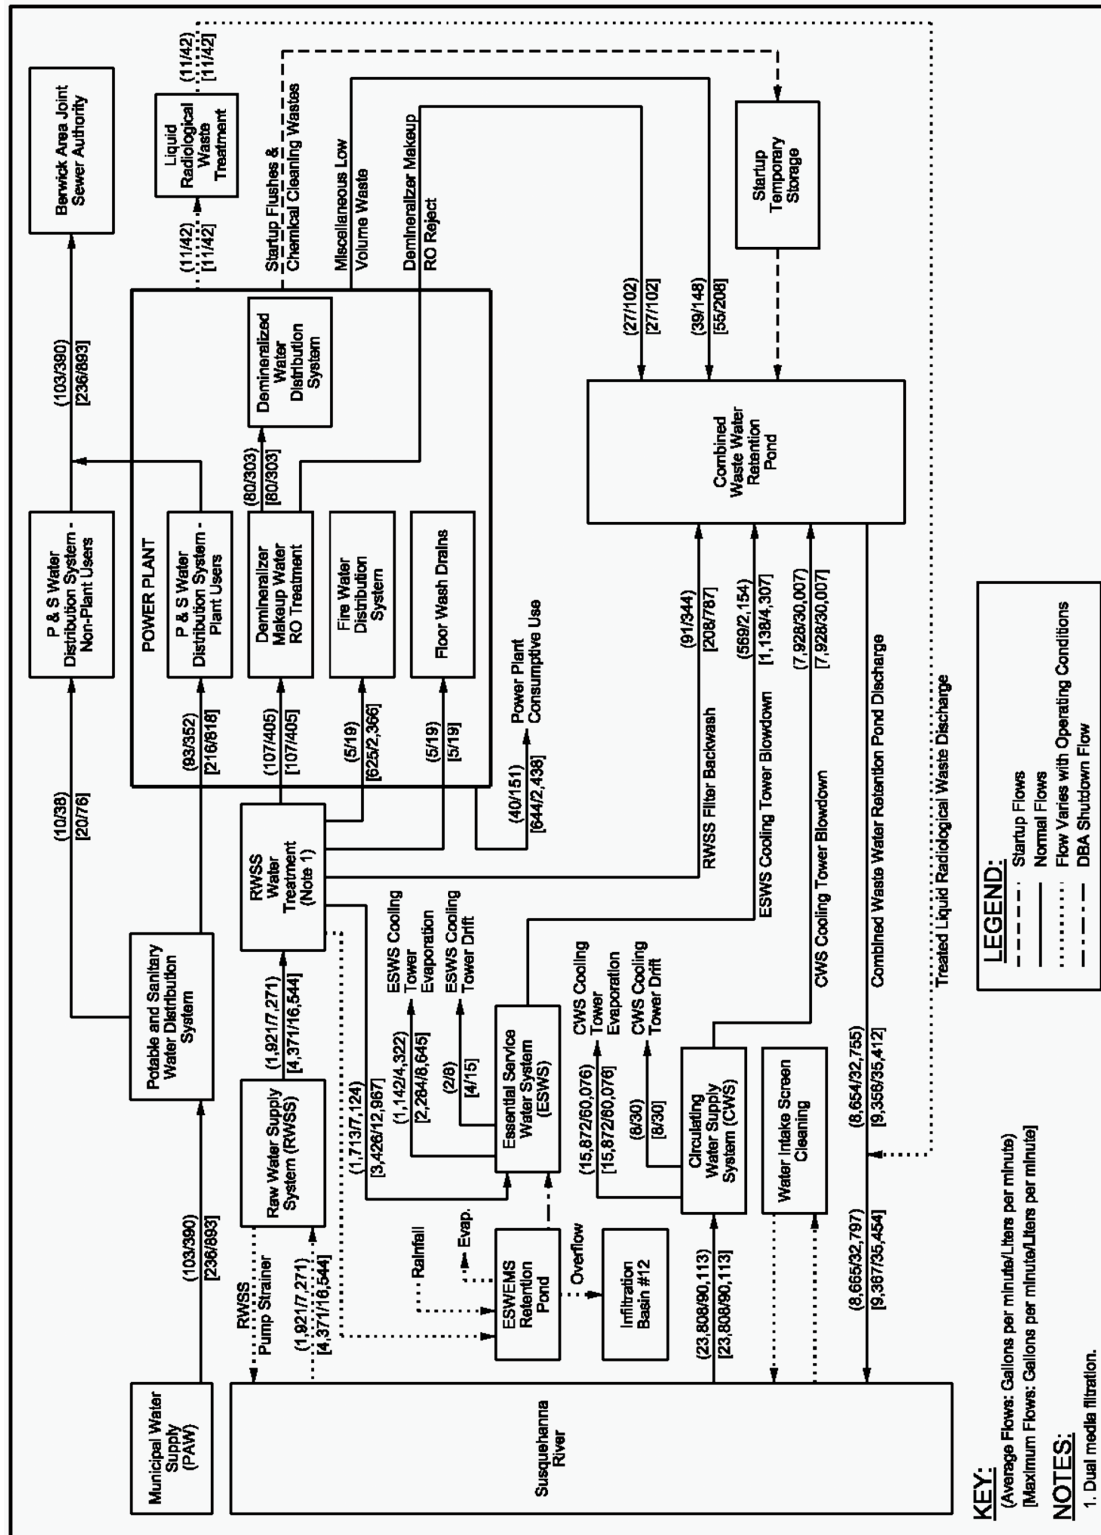 Municipal Water
Supply
(PAW)
(103/390)
[236/893]
Potable and Sanitary
Water Distribution
System
(10/38)
[20/76]
(93/352)
[216/818]
P & S Water
Distribution System -
Non-Plant Users
POWER PLANT
P & S Water
Distribution System -
Plant Users
(103/390)
[236/893]
Berwick Area Joint
Sewer Authority
(11/42)
[11/42]
Liquid
Radiological
Waste
Treatment
(11/42)
[11/42]
RWSS
Pump Strainer
(1,921/7,271)
[4,371/16,544]
Raw Water Supply
System (RWSS)
(1,921/7,271)
[4,371/16,544]
RWSS
Water
Treatment
(Note 1)
(107/405)
[107/405]
Demineralizer
Makeup Water
RO Treatment
(80/303)
[80/303]
Demineralized
Water
Distribution
System
(5/19)
[625/2,366]
Fire Water
Distribution
System
(5/19)
[5/19]
Floor Wash Drains
(40/151)
[644/2,438]
Power Plant
Consumptive Use
Startup Flushes &
Chemical Cleaning Wastes
Miscellaneous Low
Volume Waste
Demineralizer Makeup
RO Reject
Startup
Temporary
Storage
(27/102)
[27/102]
(39/148)
[55/208]
(1,713/7,124)
[3,426/12,967]
ESWS Cooling
Tower
Evaporation
(1,142/4,322)
[2,284/8,645]
ESWS Cooling
Tower Drift
(2/8)
[4/15]
Rainfall
Evap.
ESWEMS
Retention
Pond
Overflow
Infiltration
Basin #12
Essential Service
Water System
(ESWS)
(91/344)
[208/787]
RWSS Filter Backwash
(569/2,154)
[1,138/4,307]
ESWS Cooling Tower Blowdown
(7,928/30,007)
[7,928/30,007]
CWS Cooling Tower Blowdown
Combined
Waste Water
Retention
Pond
Susquehanna
River
(23,808/90,113)
[23,808/90,113]
Circulating
Water Supply
System (CWS)
CWS Cooling
Tower
Evaporation
(15,872/60,076)
[15,872/60,076]
CWS Cooling
Tower Drift
(8/30)
[8/30]
Water Intake Screen
Cleaning
(8,665/32,797)
[9,367/35,454]
(8,654/32,755)
[9,356/35,412]
Combined Waste Water Retention Pond Discharge
Treated Liquid Radiological Waste Discharge
KEY:
(Average Flows: Gallons per minute/Liters per minute)
[Maximum Flows: Gallons per minute/Liters per minute]
NOTES:
1. Dual media filtration.
LEGEND:
Startup Flows
Normal Flows
Flow Varies with Operating Conditions
DBA Shutdown Flow